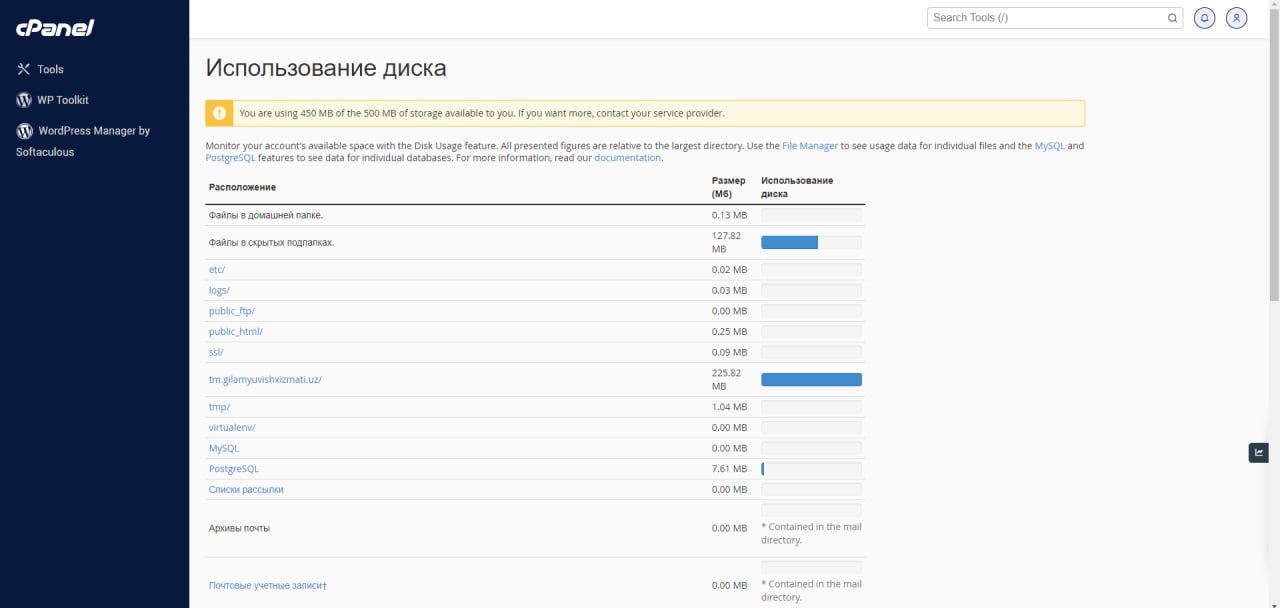 cPanel
Search Tools (/)
Tools
WP Toolkit
WordPress Manager by
Softaculous
Использование диска
You are using 450 MB of the 500 MB of storage available to you. If you want more, contact your service provider.
Monitor your account's available space with the Disk Usage feature. All presented figures are relative to the largest directory. Use the File Manager to see usage data for individual files and the MySQL and
PostgreSQL features to see data for individual databases. For more information, read our documentation.
Расположение Размер (Мб) Использование диска
Файлы в домашней папке. 0.13 MB
Файлы в скрытых подпапках. 127.82 MB
etc/ 0.02 MB
logs/ 0.03 MB
public_ftp/ 0.00 MB
public_html/ 0.25 MB
ssl/ 0.09 MB
tm.gilamyuvishxizmati.uz/ 225.82 MB
tmp/ 1.04 MB
virtualenv/ 0.00 MB
MySQL 0.00 MB
PostgreSQL 7.61 MB
Списки рассылки 0.00 MB
Архивы почты 0.00 MB * Contained in the mail directory.
Почтовые учетные записи† 0.00 MB * Contained in the mail directory.